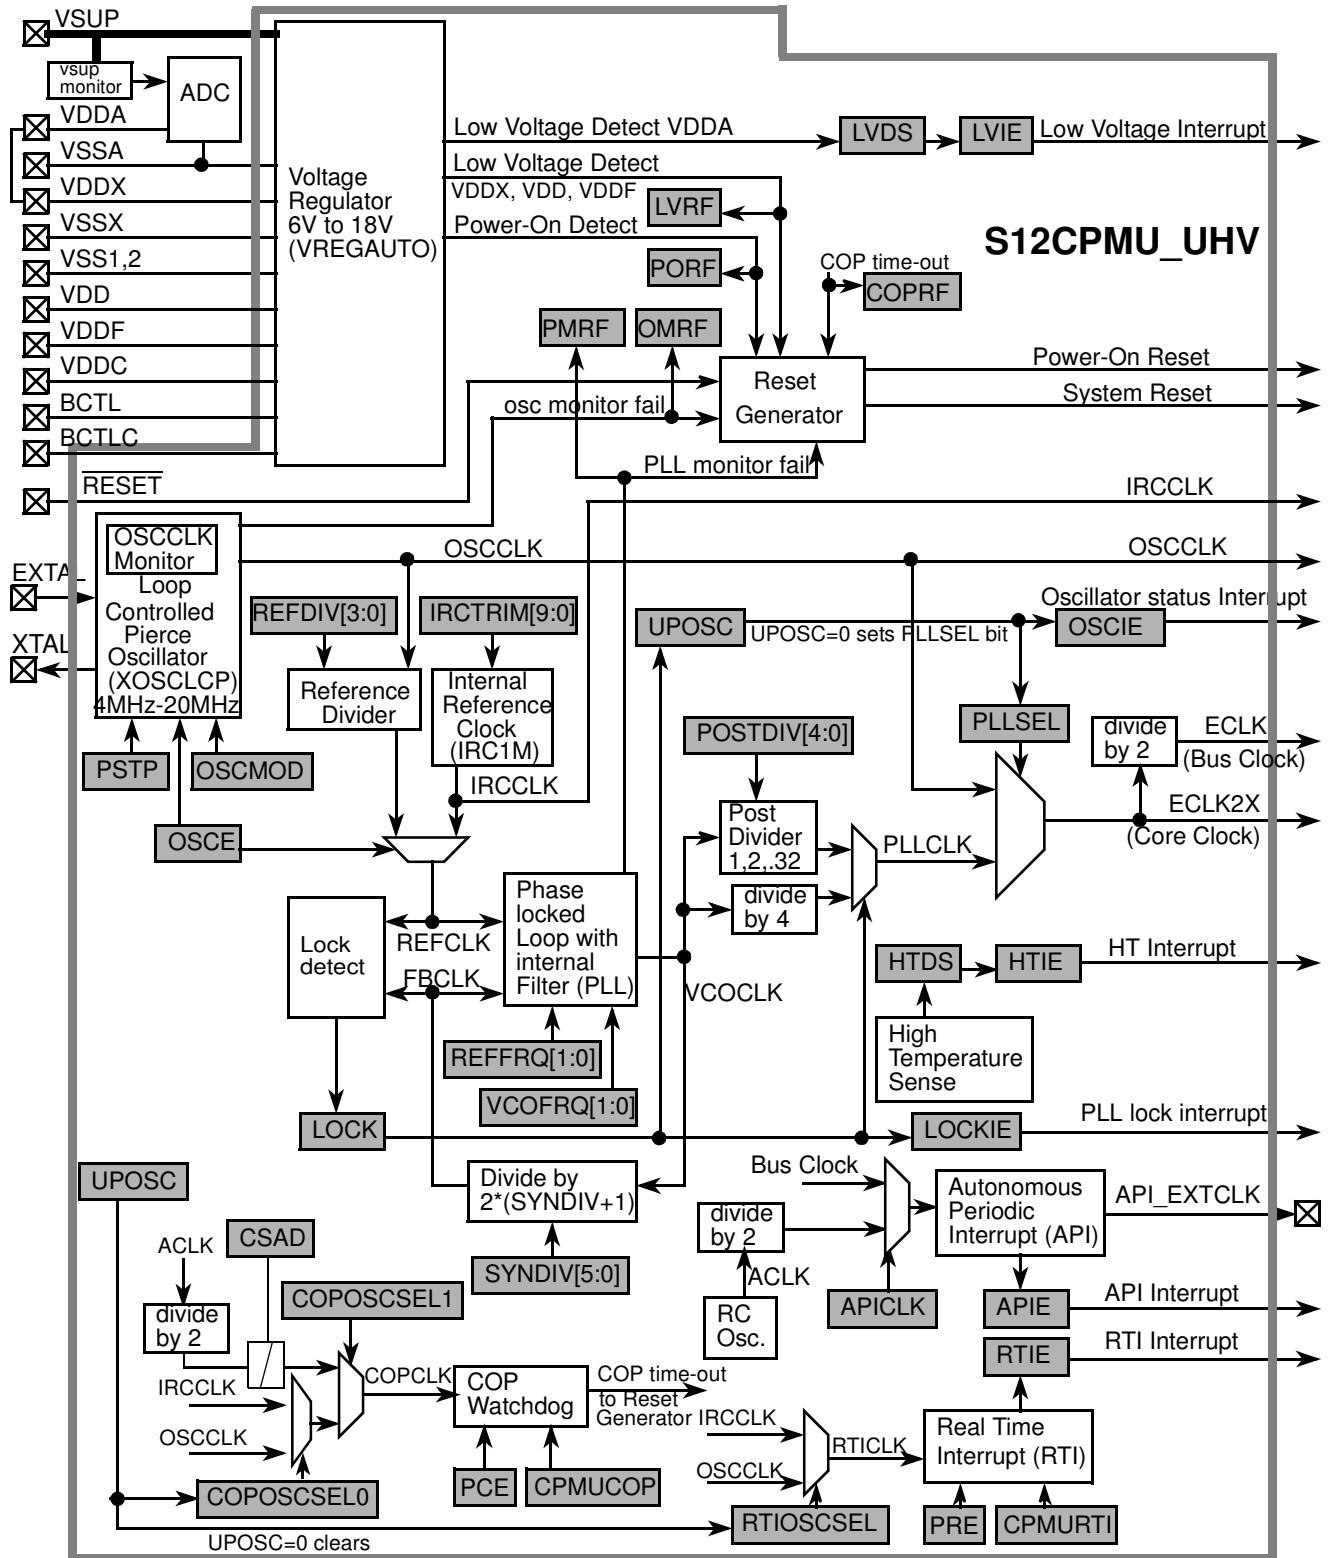 VSUP
vsup
monitor
ADC
VDDA
VSSA
VDDX
VSSX
VSS1,2
VDD
VDDF
VDDC
BCTL
BCTLC
RESET
Voltage
Regulator
6V to 18V
(VREGAUTO)
Low Voltage Detect VDDA
LVDS
LVIE
Low Voltage Interrupt
Low Voltage Detect
VDDX, VDD, VDDF
LVRF
Power-On Detect
PORF
S12CPMU_UHV
COP time-out
COPRF
PMRF
OMRF
osc monitor fail
Reset
Generator
Power-On Reset
System Reset
PLL monitor fail
IRCCLK
OSCCLK
Monitor
Loop
Controlled
Pierce
Oscillator
(XOSCLCP)
4MHz-20MHz
EXTAL
XTAL
OSCCLK
OSCCLK
REFDIV[3:0]
IRCTRIM[9:0]
UPOSC
UPOSC=0 sets PLLSEL bit
Oscillator status Interrupt
OSCIE
Reference
Divider
Internal
Reference
Clock
(IRC1M)
PSTP
OSCMOD
OSCE
IRCCLK
POSTDIV[4:0]
PLLSEL
divide
by 2
ECLK
(Bus Clock)
ECLK2X
(Core Clock)
Post
Divider
1,2,.32
PLLCLK
divide
by 4
Lock
detect
REFCLK
FBCLK
Phase
locked
Loop with
internal
Filter (PLL)
VCOCLK
REFFRQ[1:0]
VCOFRQ[1:0]
HTDS
HTIE
HT Interrupt
High
Temperature
Sense
LOCK
LOCKIE
PLL lock interrupt
UPOSC
Divide by
2*(SYNDIV+1)
SYNDIV[5:0]
Bus Clock
divide
by 2
ACLK
RC
Osc.
APICLK
Autonomous
Periodic
Interrupt (API)
API_EXTCLK
APIE
API Interrupt
RTIE
RTI Interrupt
CSAD
ACLK
divide
by 2
COPOSCSEL1
IRCCLK
OSCCLK
COPCLK
COP
Watchdog
COP time-out
to Reset
Generator
COPOSCSEL0
PCE
CPMUCOP
IRCCLK
OSCCLK
RTICLK
Real Time
Interrupt (RTI)
RTIOSCSEL
PRE
CPMURTI
UPOSC=0 clears